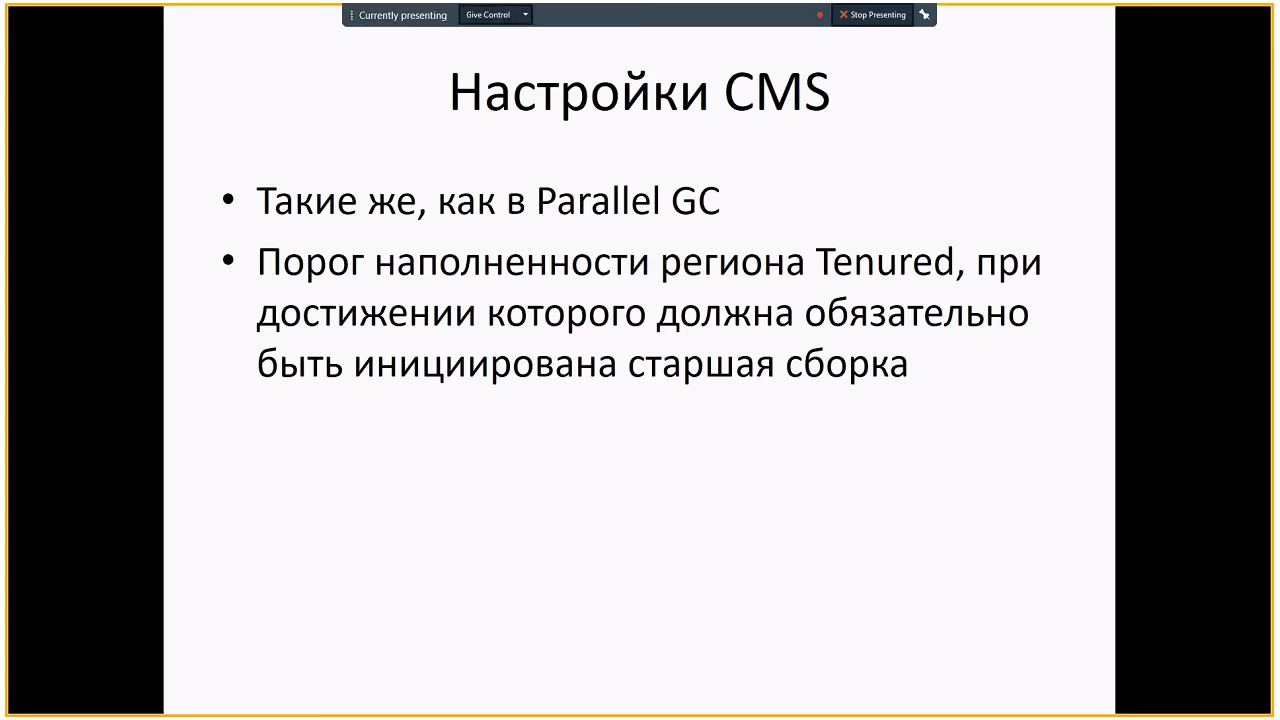 Currently presenting Give Control Stop Presenting
Настройки CMS
• Такие же, как в Parallel GC
• Порог наполненности региона Tenured, при
достижении которого должна обязательно
быть инициирована старшая сборка